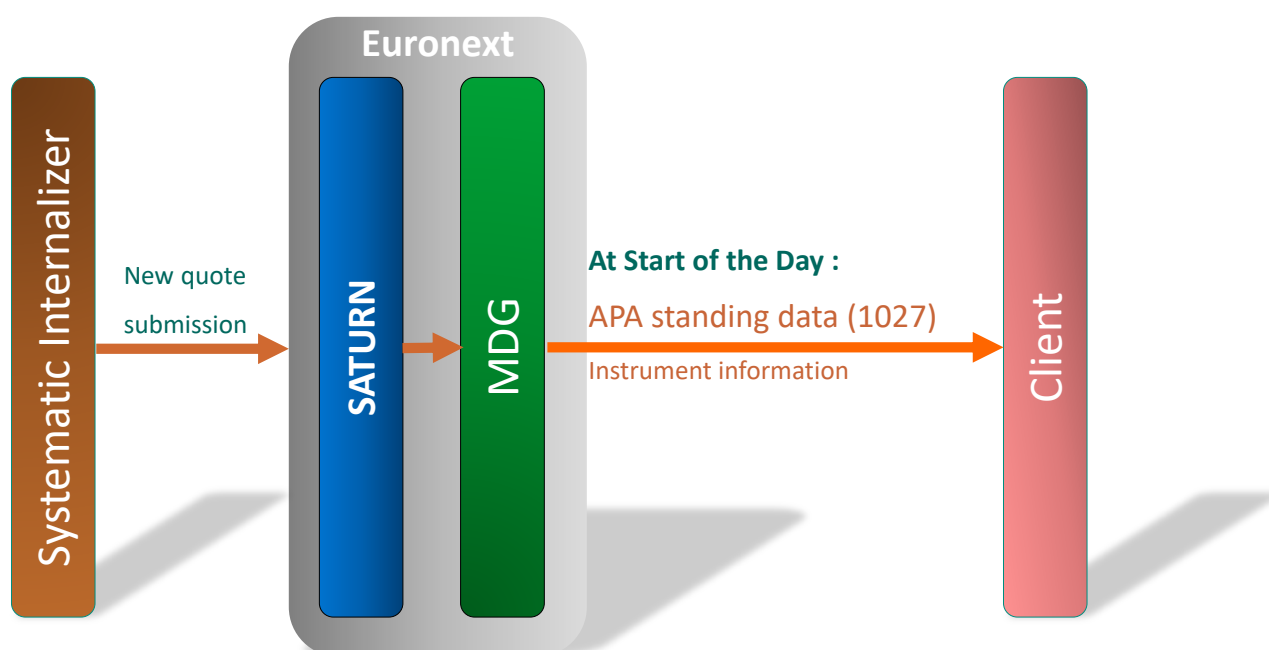 Euronext
Systematic Internalizer
New quote
submission
SATURN
MDG
At Start of the Day :
APA standing data (1027)
Instrument information
Client